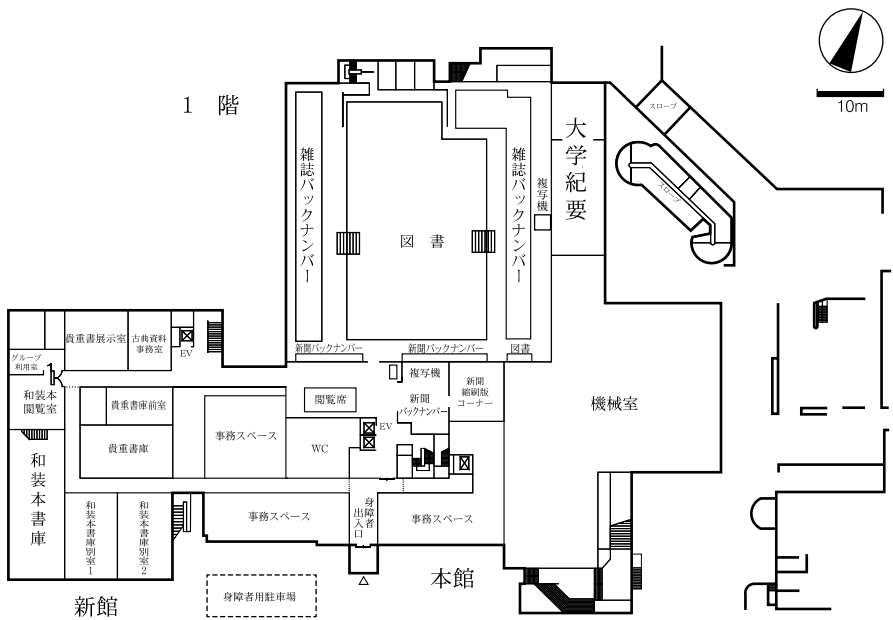 1 階
10m
スロープ
スロープ
大学紀要
雑誌バックナンバー
雑誌バックナンバー
複写機
図書
新聞バックナンバー
新聞バックナンバー
図書
貴重書展示室
古典資料
事務室
EV
グループ
利用室
和装本
閲覧室
貴重書庫前室
貴重書庫
事務スペース
閲覧席
WC
EV
複写機
新聞
バックナンバー
新聞
縮刷版
コーナー
機械室
和装本書庫
和装本書庫別室1
和装本書庫別室2
事務スペース
身障者
出入口
事務スペース
新館
本館
身障者用駐車場